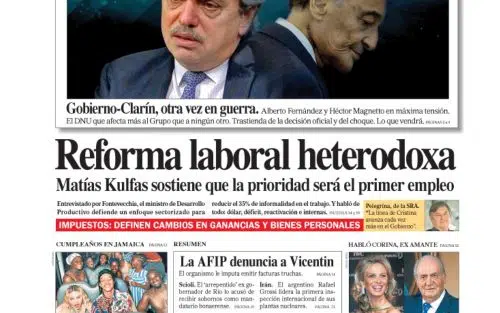 Gobierno-Clarín, otra vez en guerra. Alberto Fernández y Héctor Magnetto en máxima tensión.
El DNU que afecta más al Grupo que a ningún otro. Trastienda de la decisión oficial y del choque. Lo que vendrá.
Reforma laboral heterodoxa
Matías Kulfas sostiene que la prioridad será el primer empleo
Entrevistado por Fontevecchia, el ministro de Desarrollo
Productivo defiende un enfoque sectorizado para
reducir el 35% de informalidad en el trabajo. Y habló de
todo: dólar, déficit, reactivación e internas.
Pelegrina, de la SRA.
"La línea de Cristina
avanza cada vez
más en el Gobierno".
IMPUESTOS: DEFINEN CAMBIOS EN GANANCIAS Y BIENES PERSONALES
CUMPLEAÑOS EN JAMAICA
RESUMEN
La AFIP denuncia a Vicentin
El organismo le imputa emitir facturas truchas.
Scioli. El 'arrepentido' ex go-
bernador de Río lo acusó de
recibir sobornos como manda-
tario bonaerense.
Irán. El argentino Rafael
Grossi lidera la primera inspec-
ción internacional de sus
plantas nucleares.
HABLÓ CORINA, EX AMANTE